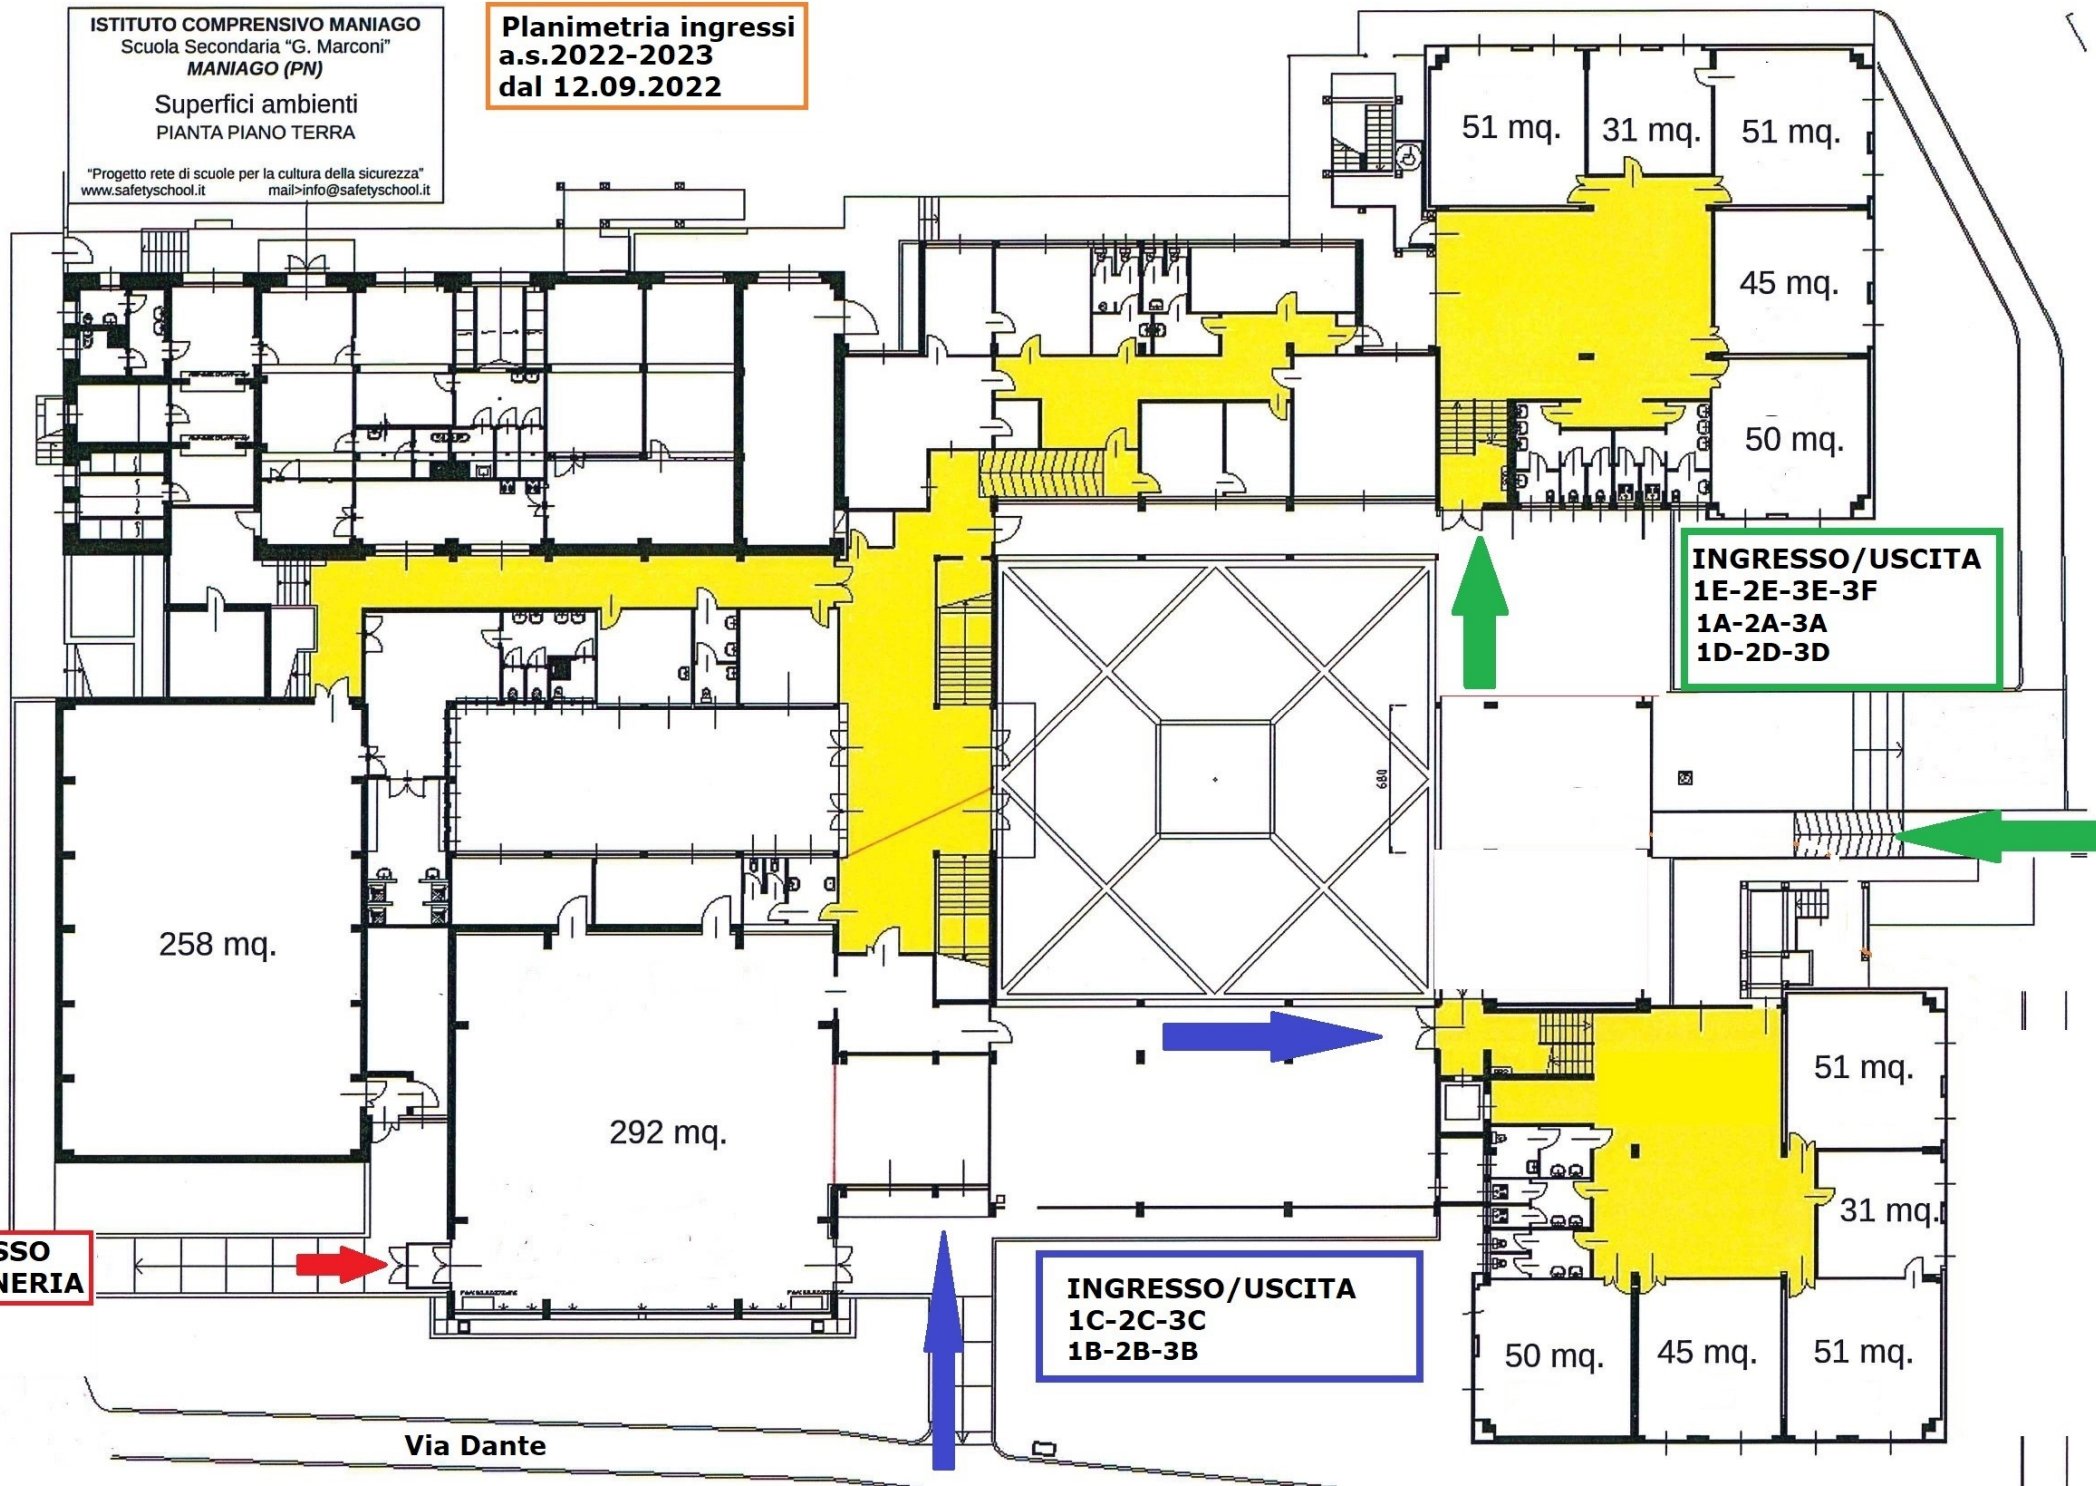 ISTITUTO COMPRENSIVO MANIAGO
Scuola Secondaria “G. Marconi”
MANIAGO (PN)
Superfici ambienti
PIANTA PIANO TERRA
“Progetto rete di scuole per la cultura della sicurezza”
www.safetyschool.it mail>info@safetyschool.it
Planimetria ingressi
a.s.2022-2023
dal 12.09.2022
51 mq.
31 mq.
51 mq.
45 mq.
50 mq.
INGRESSO/USCITA
1E-2E-3E-3F
1A-2A-3A
1D-2D-3D
680
258 mq.
292 mq.
51 mq.
31 mq.
50 mq.
45 mq.
51 mq.
SSO
NERIA
INGRESSO/USCITA
1C-2C-3C
1B-2B-3B
Via Dante